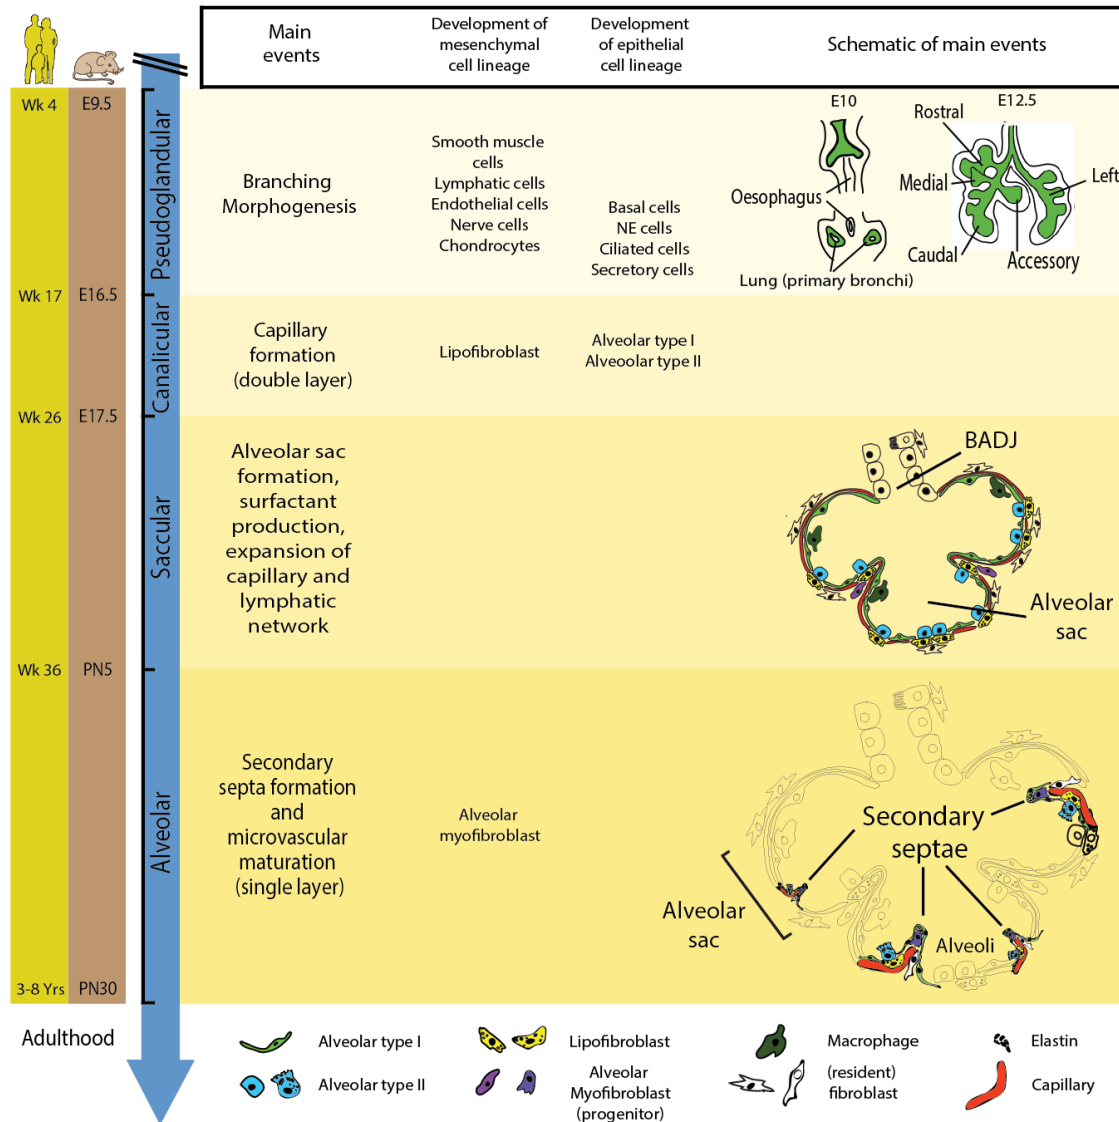 Main
events
Development of
mesenchymal
cell lineage
Development
of epithelial
cell lineage
Schematic of main events
Wk 4
E9.5
Pseudoglandular
Branching
Morphogenesis
Smooth muscle
cells
Lymphatic cells
Endothelial cells
Nerve cells
Chondrocytes
Basal cells
NE cells
Ciliated cells
Secretory cells
E10
Oesophagus
Lung (primary bronchi)
E12.5
Rostral
Medial
Left
Caudal
Accessory
Wk 17
E16.5
Canalicular
Capillary
formation
(double layer)
Lipofibroblast
Alveolar type I
Alveoolar type II
Wk 26
E17.5
Saccular
Alveolar sac
formation,
surfactant
production,
expansion of
capillary and
lymphatic
network
BADJ
Alveolar
sac
Wk 36
PN5
Alveolar
Secondary
septa formation
and
microvascular
maturation
(single layer)
Alveolar
myofibroblast
Secondary
septae
Alveolar
sac
Alveoli
3-8 Yrs
PN30
Adulthood
Alveolar type I
Lipofibroblast
Macrophage
Elastin
Alveolar type II
Alveolar
Myofibroblast
(progenitor)
(resident)
fibroblast
Capillary